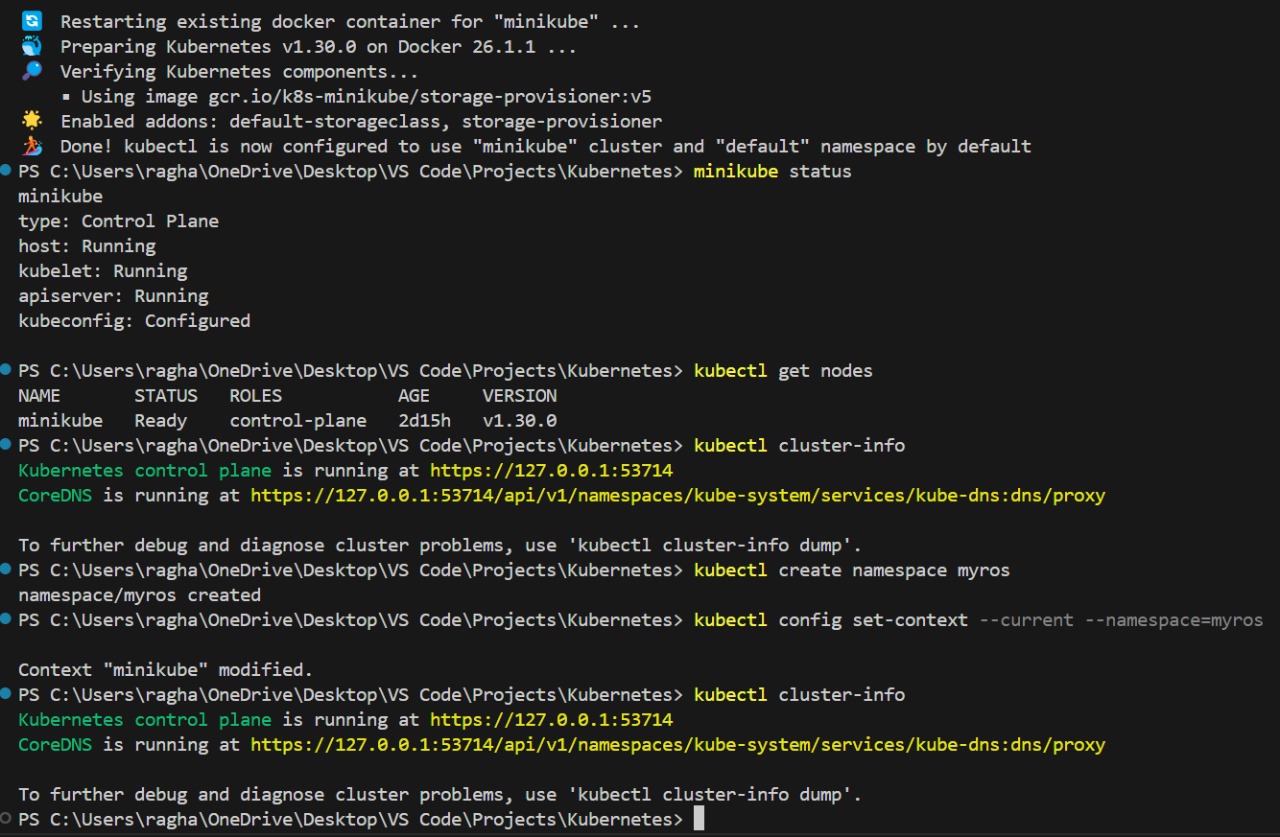 Restarting existing docker container for "minikube" ...
Preparing Kubernetes v1.30.0 on Docker 26.1.1 ...
Verifying Kubernetes components...
▪ Using image gcr.io/k8s-minikube/storage-provisioner:v5
Enabled addons: default-storageclass, storage-provisioner
Done! kubectl is now configured to use "minikube" cluster and "default" namespace by default
PS C:\Users\ragha\OneDrive\Desktop\VS Code\Projects\Kubernetes> minikube status
minikube
type: Control Plane
host: Running
kubelet: Running
apiserver: Running
kubeconfig: Configured
PS C:\Users\ragha\OneDrive\Desktop\VS Code\Projects\Kubernetes> kubectl get nodes
NAME STATUS ROLES AGE VERSION
minikube Ready control-plane 2d15h v1.30.0
PS C:\Users\ragha\OneDrive\Desktop\VS Code\Projects\Kubernetes> kubectl cluster-info
Kubernetes control plane is running at https://127.0.0.1:53714
CoreDNS is running at https://127.0.0.1:53714/api/v1/namespaces/kube-system/services/kube-dns:dns/proxy
To further debug and diagnose cluster problems, use 'kubectl cluster-info dump'.
PS C:\Users\ragha\OneDrive\Desktop\VS Code\Projects\Kubernetes> kubectl create namespace myros
namespace/myros created
PS C:\Users\ragha\OneDrive\Desktop\VS Code\Projects\Kubernetes> kubectl config set-context --current --namespace=myros
Context "minikube" modified.
PS C:\Users\ragha\OneDrive\Desktop\VS Code\Projects\Kubernetes> kubectl cluster-info
Kubernetes control plane is running at https://127.0.0.1:53714
CoreDNS is running at https://127.0.0.1:53714/api/v1/namespaces/kube-system/services/kube-dns:dns/proxy
To further debug and diagnose cluster problems, use 'kubectl cluster-info dump'.
PS C:\Users\ragha\OneDrive\Desktop\VS Code\Projects\Kubernetes>